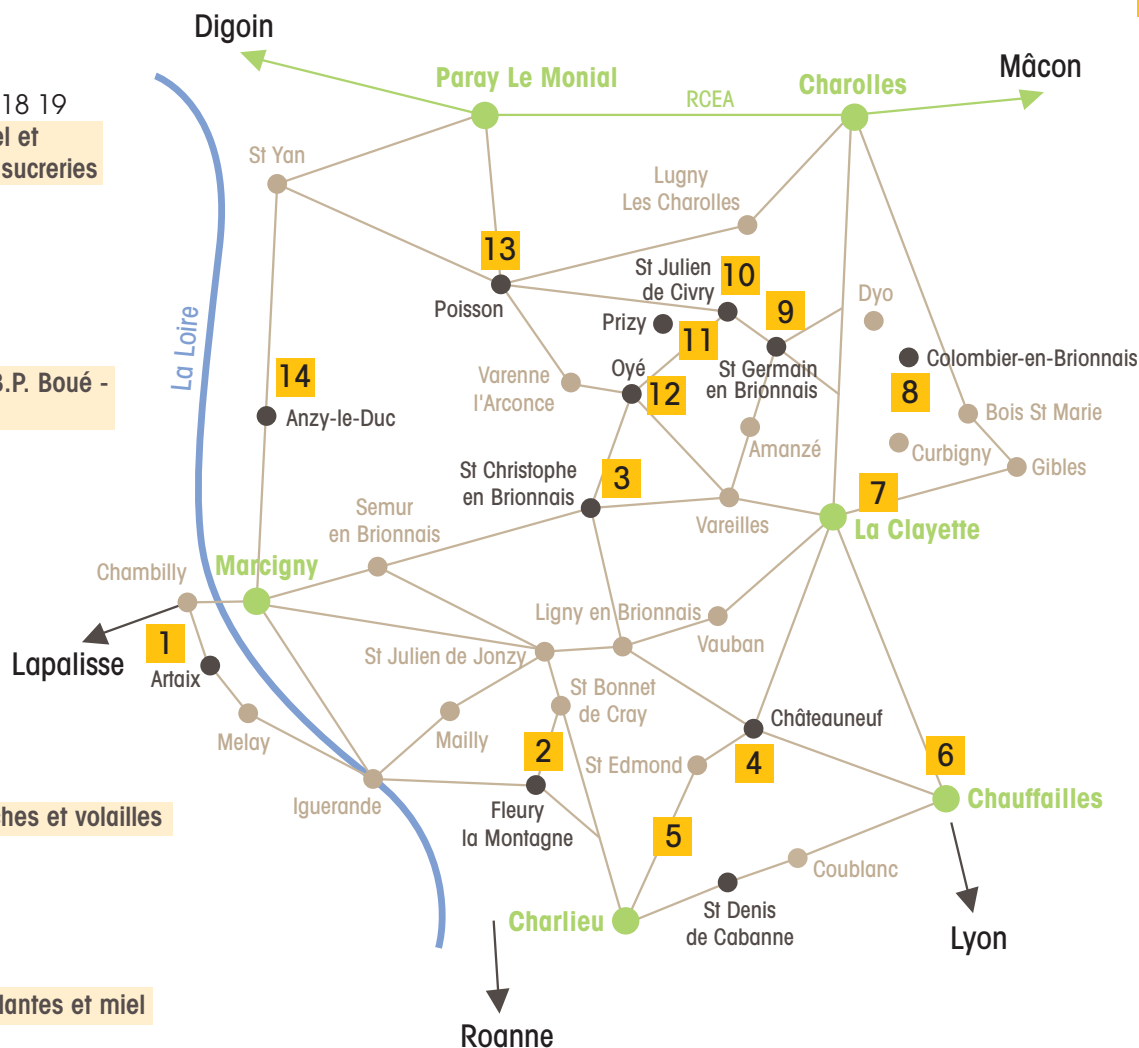 Digoin
Mâcon
Paray Le Monial
Charolles
RCEA
18 19
el et
sucreries
St Yan
Lugny
Les Charolles
13
St Julien
de Civry
10
Dyo
Poisson
Prizy
9
11
La Loire
Colombier-en-Brionnais
B.P. Boué -
14
Varenne
l'Arconce
Oyé
12
St Germain
en Brionnais
8
Anzy-le-Duc
Bois St Marie
Amanzé
Curbigny
Gibles
St Christophe
en Brionnais
3
7
Semur
en Brionnais
Vareilles
La Clayette
Chambilly
Marcigny
Ligny en Brionnais
Vauban
1
Lapalisse
Artaix
St Julien de Jonzy
St Bonnet
de Cray
Châteauneuf
Melay
Mailly
2
St Edmond
4
6
Iguerande
Fleury
la Montagne
Chauffailles
ches et volailles
5
Coublanc
Charlieu
St Denis
de Cabanne
Lyon
lantes et miel
Roanne